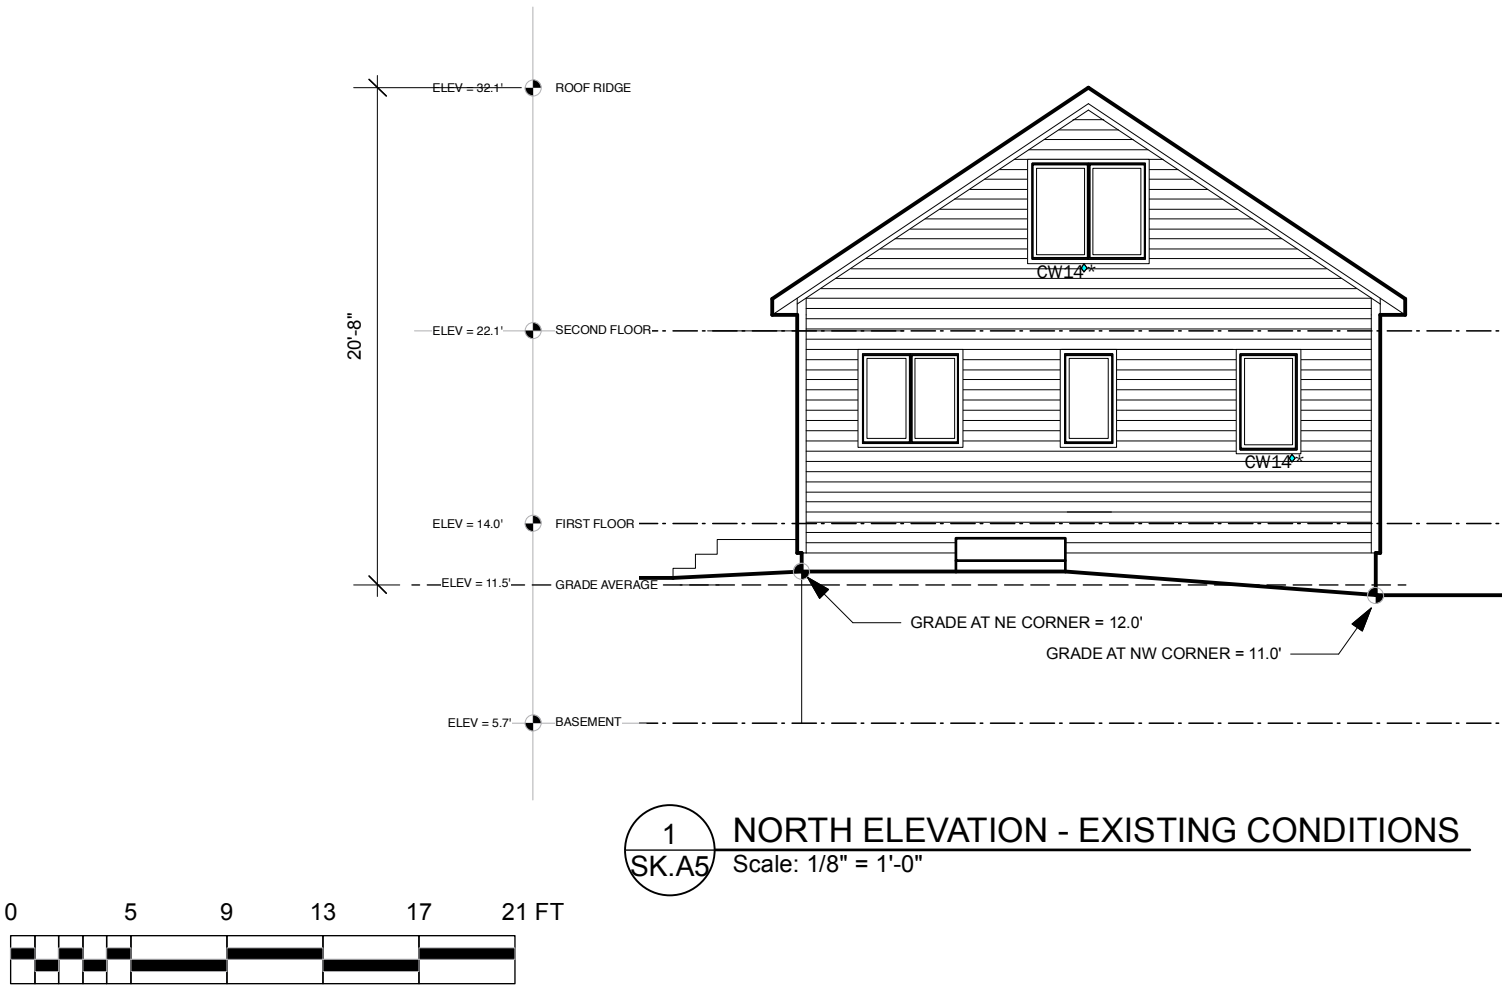 ELEV = 32.1' ROOF RIDGE
CW14*
20'-8"
ELEV = 22.1' SECOND FLOOR
CW14*
ELEV = 14.0' FIRST FLOOR
ELEV = 11.5' GRADE AVERAGE
GRADE AT NE CORNER = 12.0'
GRADE AT NW CORNER = 11.0'
ELEV = 5.7' BASEMENT
1
SK.A5
NORTH ELEVATION - EXISTING CONDITIONS
Scale: 1/8" = 1'-0"
0 5 9 13 17 21 FT